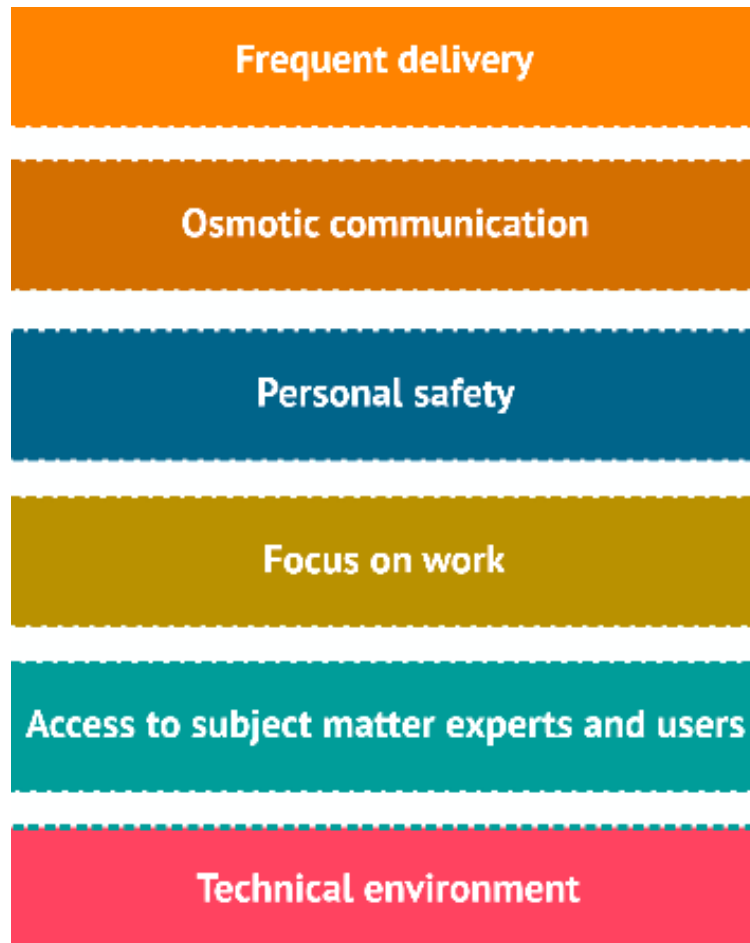 Frequent delivery
Osmotic communication
Personal safety
Focus on work
Access to subject matter experts and users
Technical environment